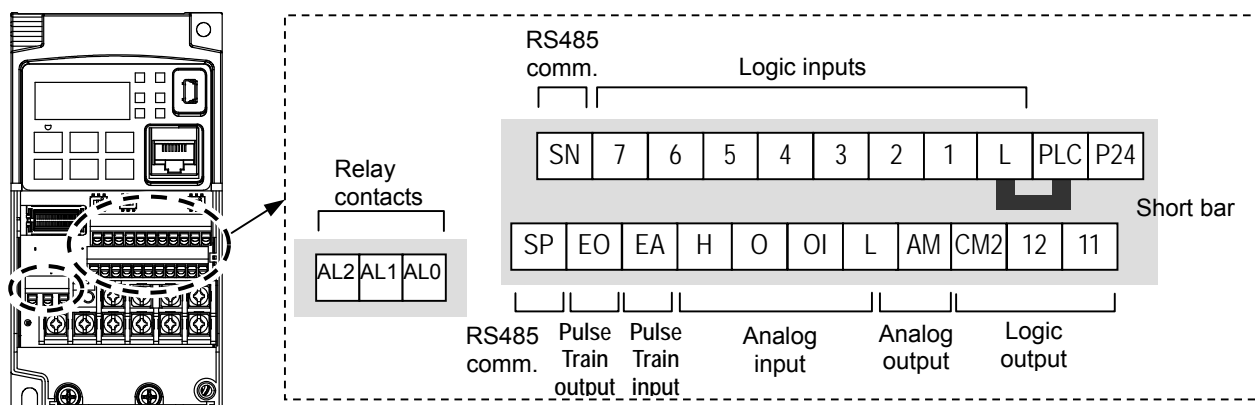 RS485
comm.
Logic inputs
SN 7 6 5 4 3 2 1 L PLC P24
Short bar
Relay
contacts
AL2 AL1 AL0
SP EO EA H O OI L AM CM2 12 11
RS485
comm.
Pulse
Train
output
Pulse
Train
input
Analog
input
Analog
output
Logic
output